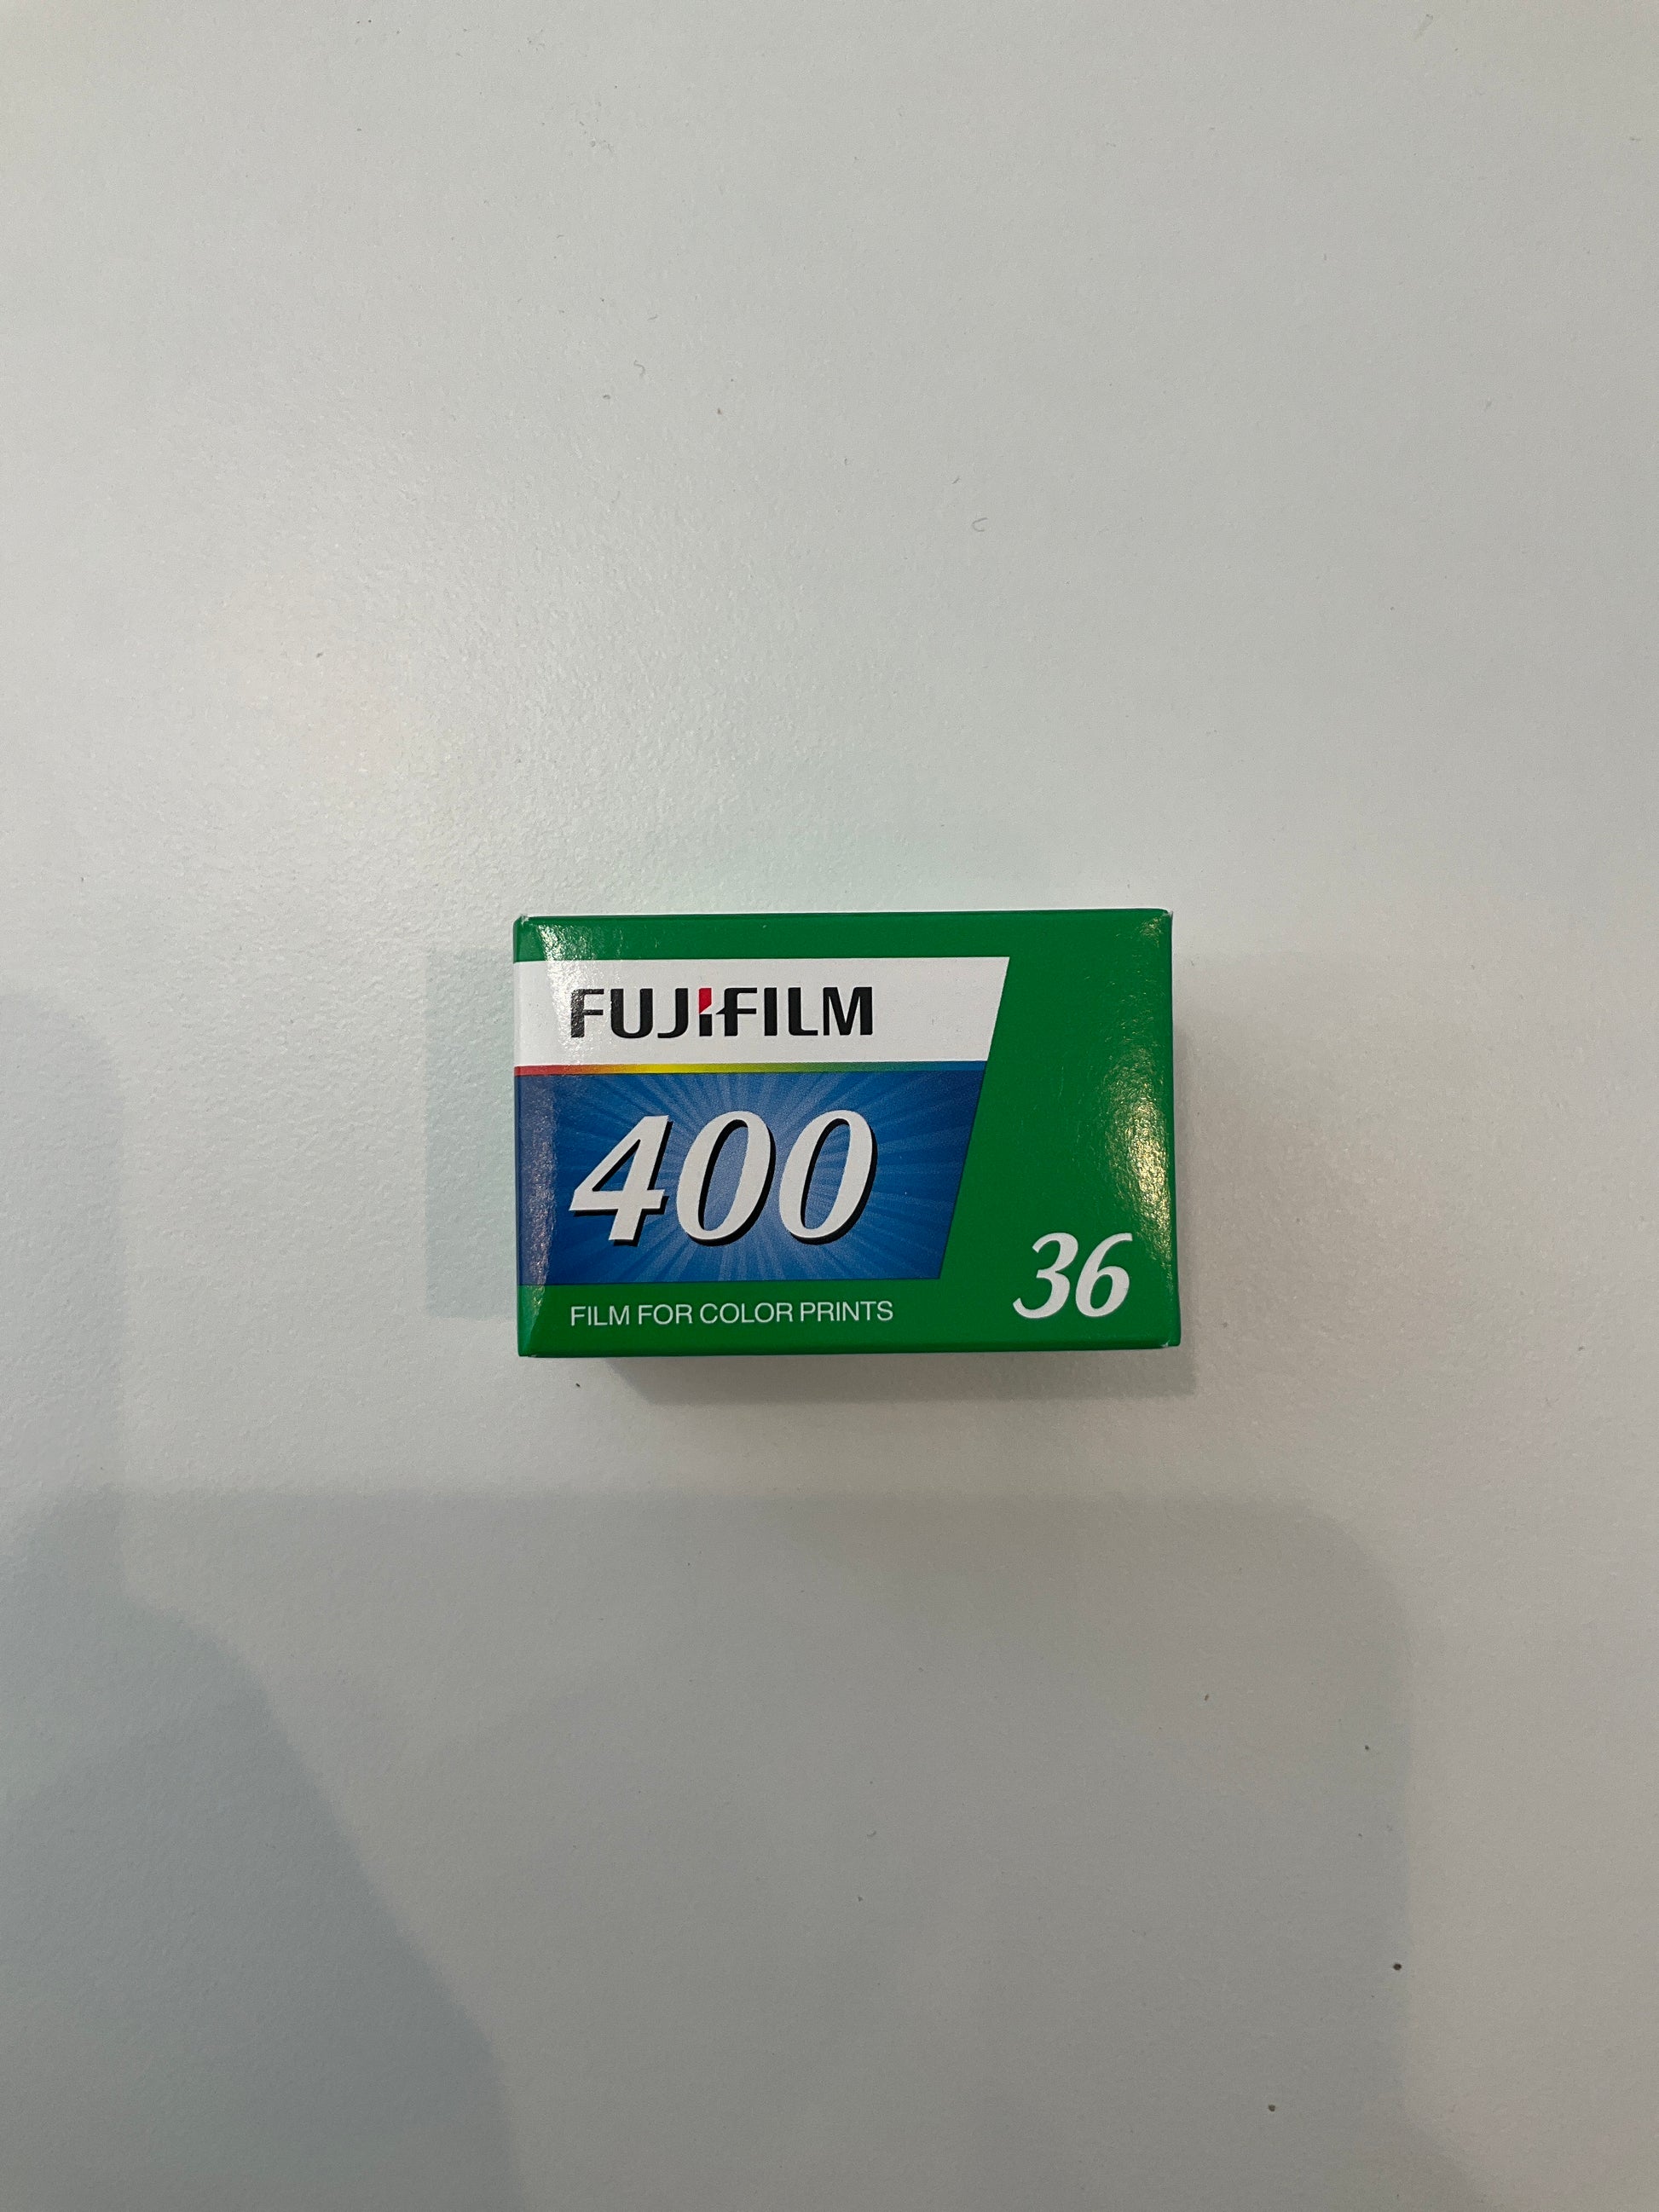 FUJIFILM
400
36
FILM FOR COLOR PRINTS